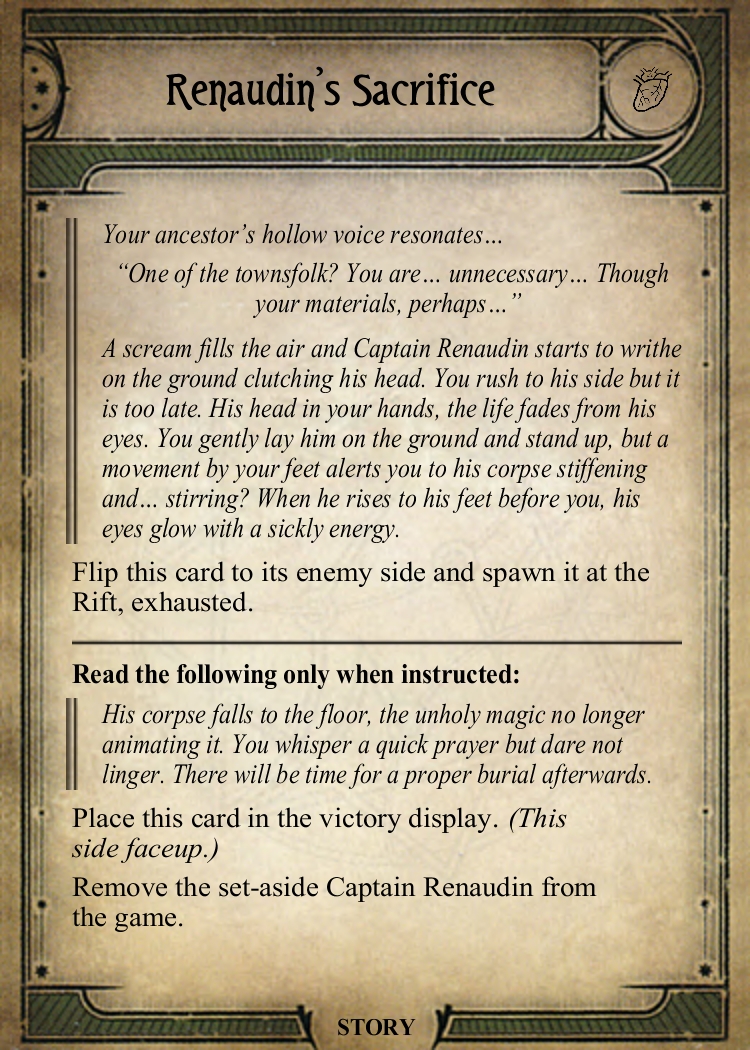 Renaudin’s Sacrifice
Your ancestor’s hollow voice resonates…
“One of the townsfolk? You are… unnecessary… Though
your materials, perhaps…”
A scream fills the air and Captain Renaudin starts to writhe
on the ground clutching his head. You rush to his side but it
is too late. His head in your hands, the life fades from his
eyes. You gently lay him on the ground and stand up, but a
movement by your feet alerts you to his corpse stiffening
and… stirring? When he rises to his feet before you, his
eyes glow with a sickly energy.
Flip this card to its enemy side and spawn it at the
Rift, exhausted.
Read the following only when instructed:
His corpse falls to the floor, the unholy magic no longer
animating it. You whisper a quick prayer but dare not
linger. There will be time for a proper burial afterwards.
Place this card in the victory display. (This
side faceup.)
Remove the set-aside Captain Renaudin from
the game.
STORY